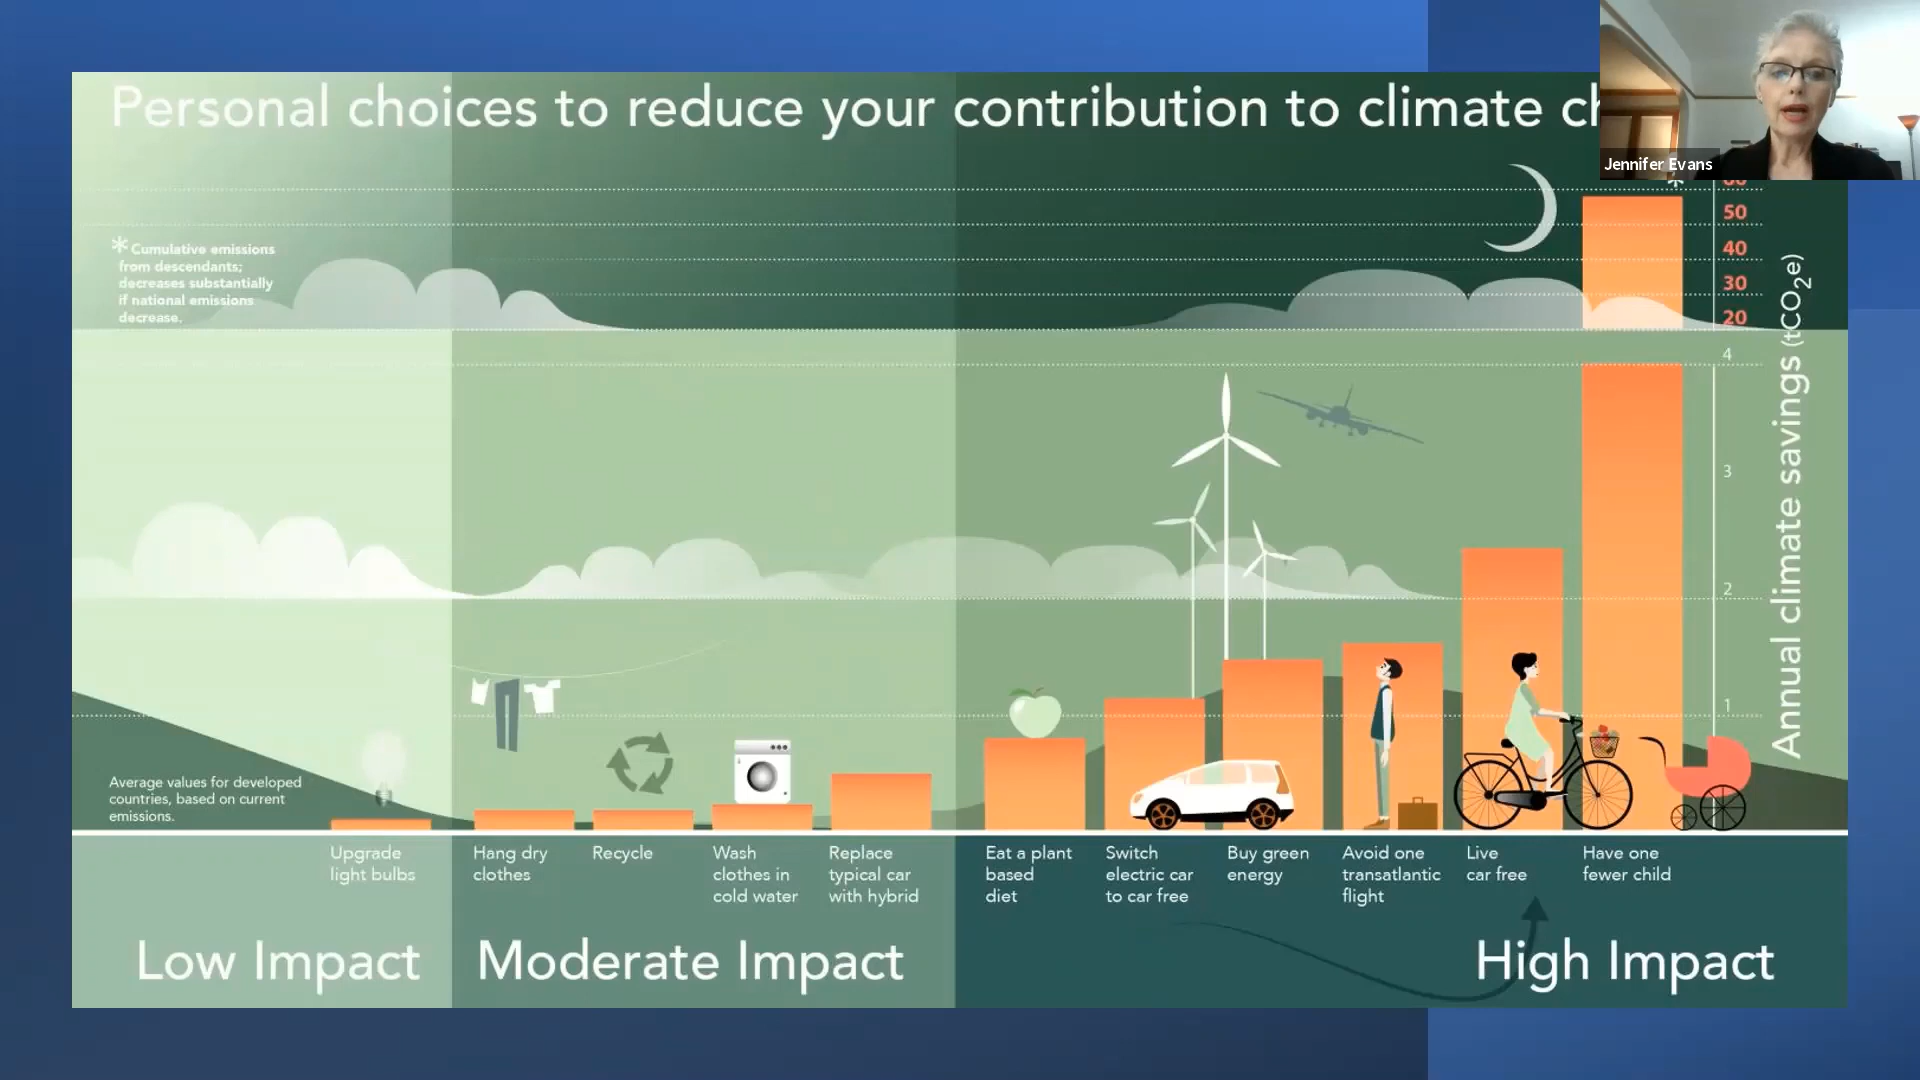 Personal choices to reduce your contribution to climate
Jennifer Evans
* Cumulative emissions
from descendants;
decreases substantially
if national emissions
decrease.
*
60
50
40
30
20
4
3
2
1
Annual climate savings (tCO2e)
Average values for developed
countries, based on current
emissions.
Upgrade
light bulbs
Hang dry
clothes
Recycle
Wash
clothes in
cold water
Replace
typical car
with hybrid
Eat a plant
based
diet
Switch
electric car
to car free
Buy green
energy
Avoid one
transatlantic
flight
Live
car free
Have one
fewer child
Low Impact
Moderate Impact
High Impact